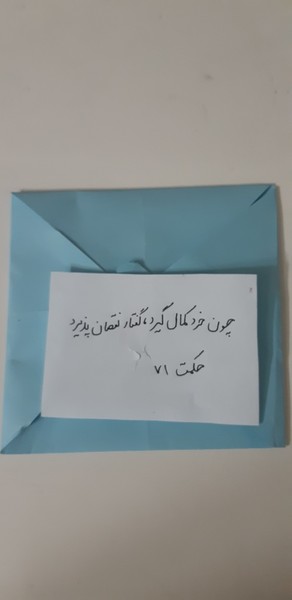 چون خرد کمال گیرد، گفتار نقصان پذیرد
حکمت ۷۱